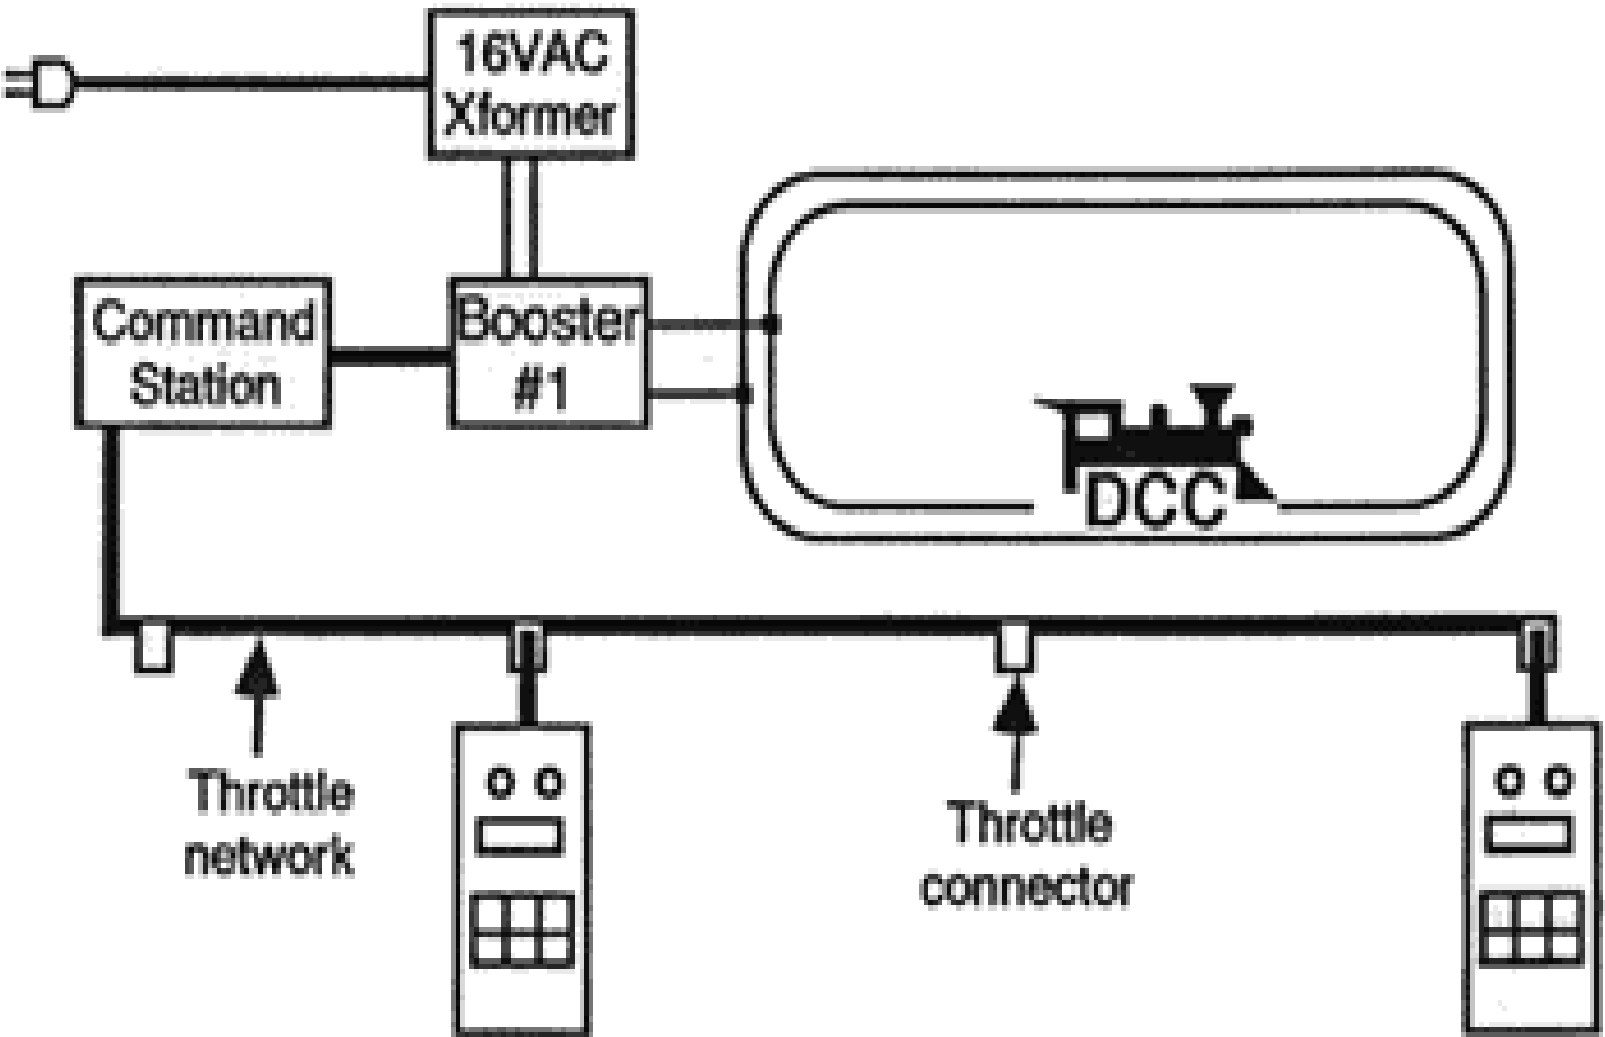 16VAC
Xformer
Command
Station
Booster
#1
DCC
Throttle
network
Throttle
connector